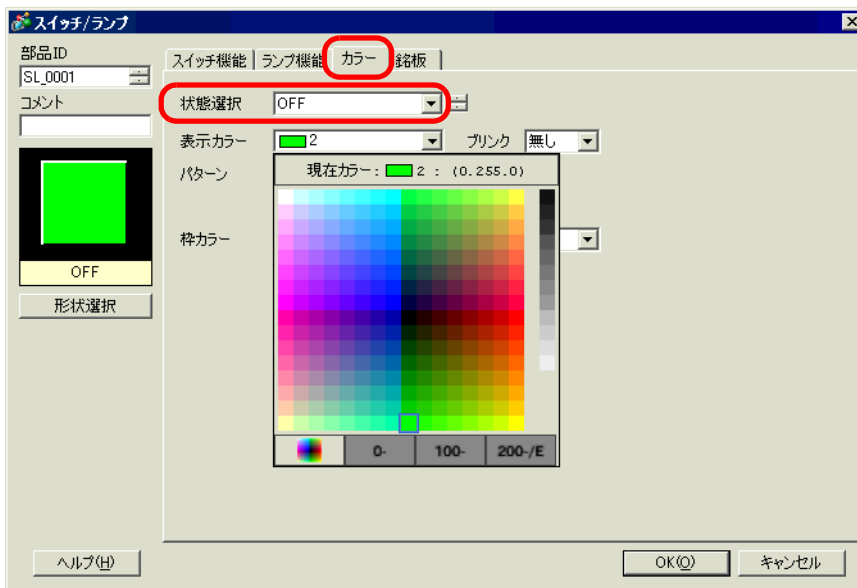 スイッチ/ランプ
部品ID
SL_0001
コメント
OFF
形状選択
スイッチ機能 ランプ機能 カラー 銘板
状態選択 OFF
表示カラー 2 ブリンク 無し
パターン
現在カラー: 2 : (0.255.0)
枠カラー
0- 100- 200-/E
ヘルプ(H) OK(O) キャンセル